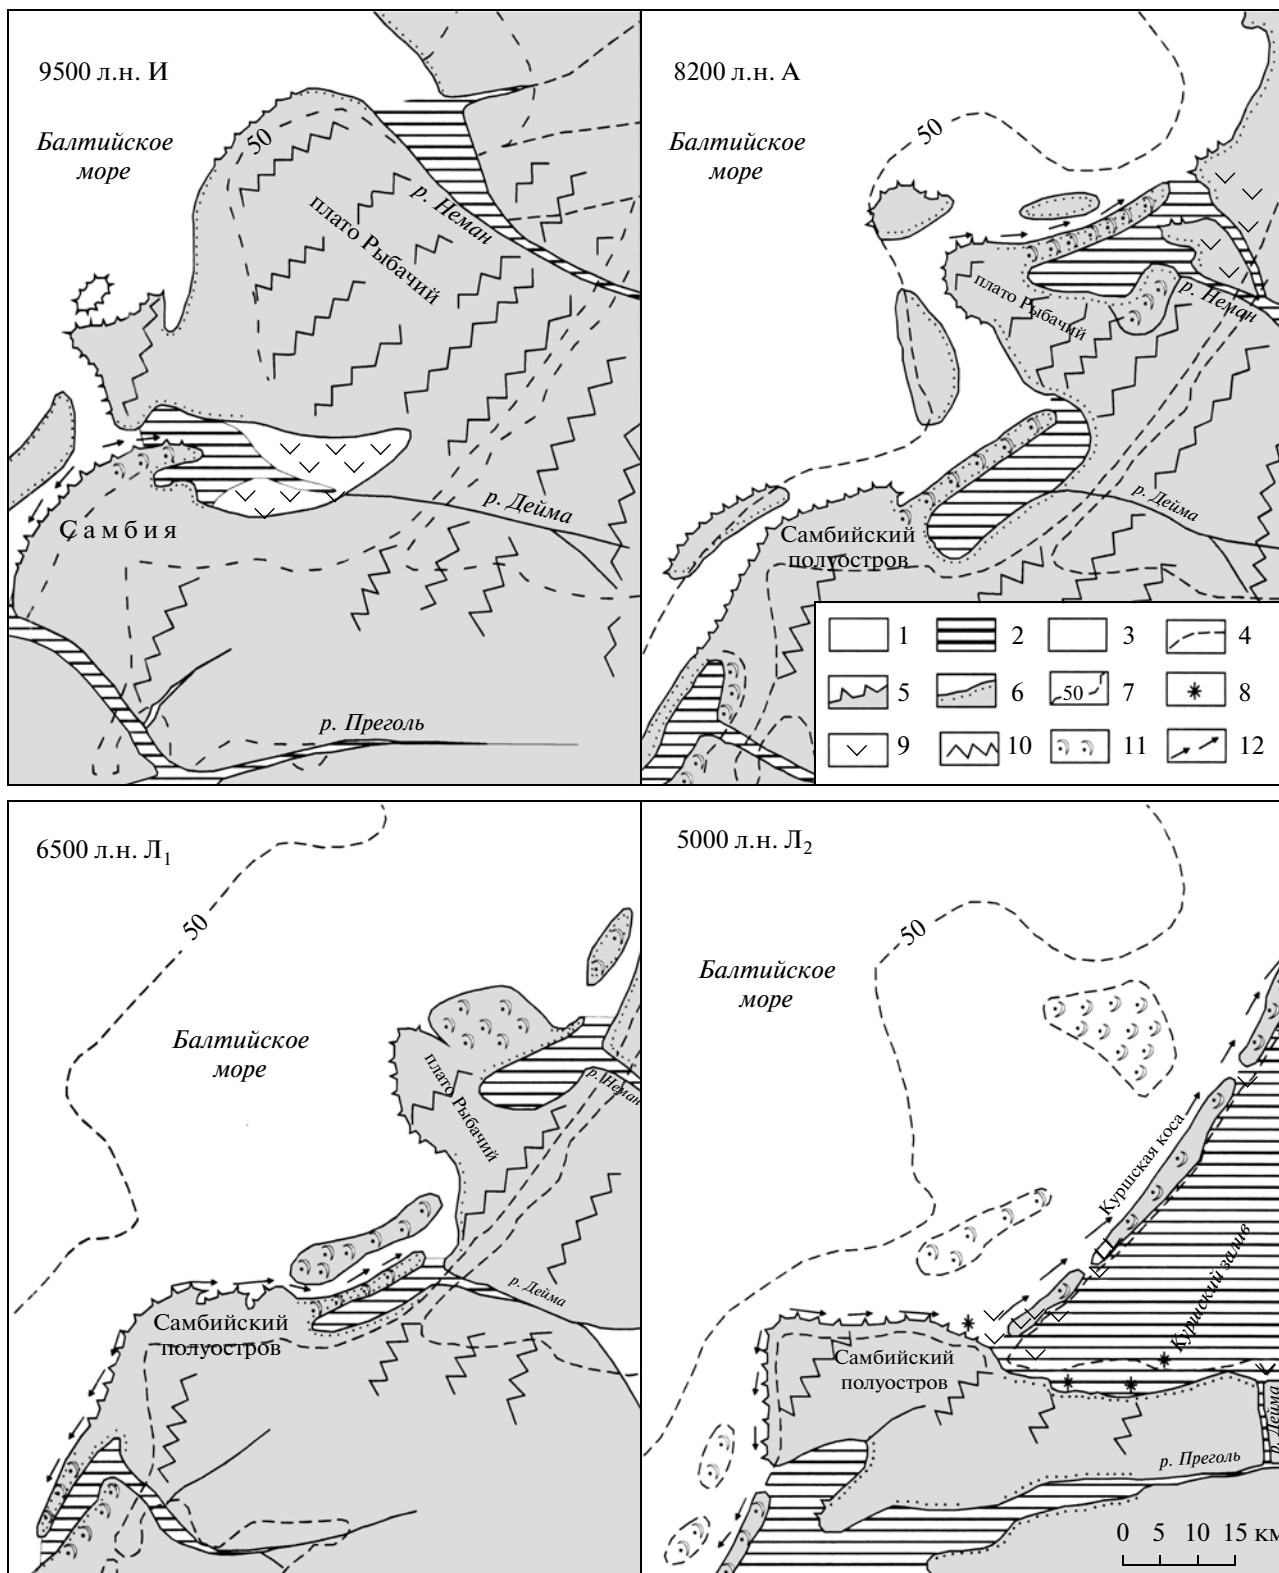 9500 л.н. И
Балтийское
море
50
р. Неман
плато Рыбачий
р. Дейма
Самбия
р. Преголь
8200 л.н. А
Балтийское
море
50
плато Рыбачий
р. Неман
р. Дейма
Самбийский
полуостров
1 2 3 4
5 6 50 7 8
9 10 11 12
6500 л.н. Л1
50
Балтийское
море
плато Рыбачий
р. Неман
р. Дейма
Самбийский
полуостров
5000 л.н. Л2
50
Балтийское
море
Куршская коса
Куршский залив
Самбийский
полуостров
р. Дейма
р. Преголь
0 5 10 15 км